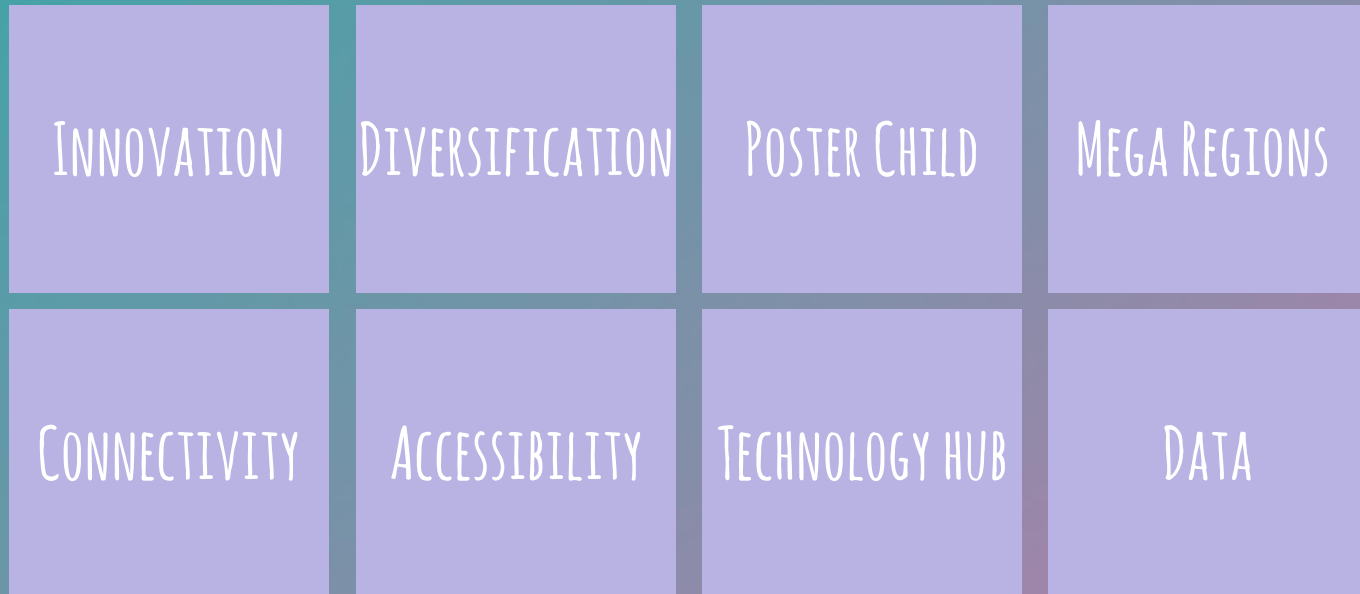 Innovation
Diversification
Poster Child
Mega Regions
Connectivity
Accessibility
Technology hub
Data